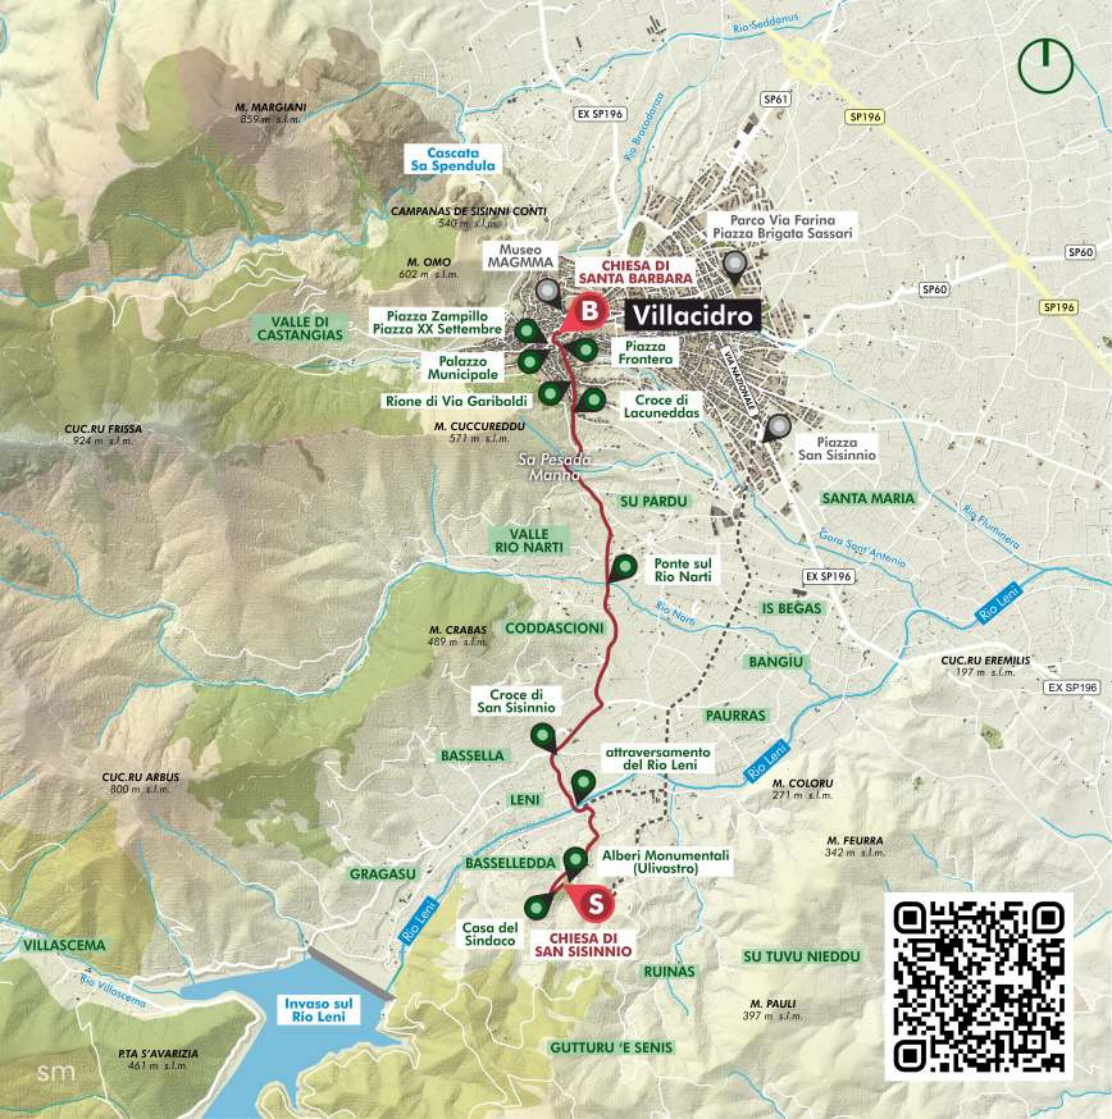 Rio Seddanus
SP61
EX SP196
SP196
M. MARGIANI
859 m s.l.m.
Rio Bracodanza
Cascata
Sa Spendula
CAMPANAS DE SISINNI CONTI
540 m s.l.m.
Parco Via Farina
Piazza Brigata Sassari
Museo
MAGMMA
SP60
M. OMO
602 m s.l.m.
CHIESA DI
SANTA BARBARA
SP60
SP196
B
Villacidro
Piazza Zampillo
Piazza XX Settembre
VALLE DI
CASTANGIAS
Piazza
Frontera
Palazzo
Municipale
VIA NAZIONALE
Rione di Via Garibaldi
Croce di
Lacuneddas
CUC.RU FRISSA
924 m s.l.m.
M. CUCCUREDDU
571 m s.l.m.
Piazza
San Sisinnio
Sa Pesada
Manna
SU PARDU
SANTA MARIA
Rio Fluminera
VALLE
RIO NARTI
Gora Sant'Antonio
Ponte sul
Rio Narti
EX SP196
Rio Leni
Rio Narti
IS BEGAS
M. CRABAS
489 m s.l.m.
CODDASCIONI
BANGIU
CUC.RU EREMILIS
197 m s.l.m.
EX SP196
Croce di
San Sisinnio
PAURRAS
BASSELLA
attraversamento
del Rio Leni
Rio Leni
CUC.RU ARBUS
800 m s.l.m.
M. COLORU
271 m s.l.m.
LENI
M. FEURRA
342 m s.l.m.
BASSELLEDDA
Alberi Monumentali
(Ulivastro)
GRAGASU
S
Rio Leni
Casa del
Sindaco
CHIESA DI
SAN SISINNIO
VILLASCEMA
SU TUVU NIEDDU
RUINAS
Rio Villascema
Invaso sul
Rio Leni
M. PAULI
397 m s.l.m.
GUTTURU 'E SENIS
P.TA S'AVARIZIA
461 m s.l.m.
sm